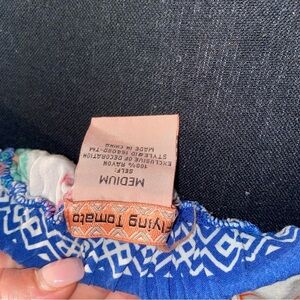 lying Tomato
MEDIUM
SELF:
100% RAYON
EXCLUSIVE OF DECORATION
MADE IN CHINA